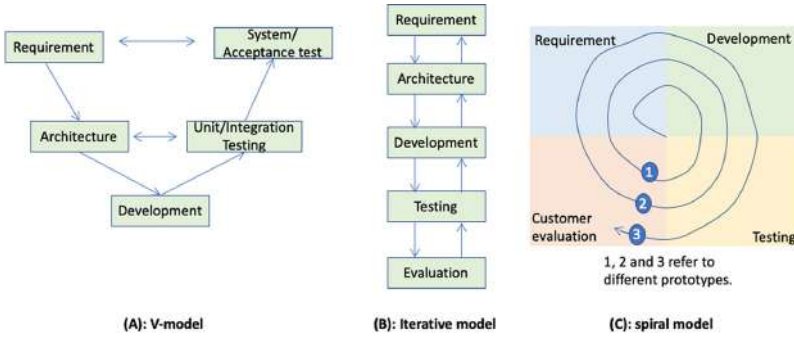 Requirement
System/
Acceptance test
Architecture
Unit/Integration
Testing
Development
(A): V-model
Requirement
Architecture
Development
Testing
Evaluation
(B): Iterative model
Requirement
Development
1
2
3
Customer
evaluation
Testing
1, 2 and 3 refer to
different prototypes.
(C): spiral model